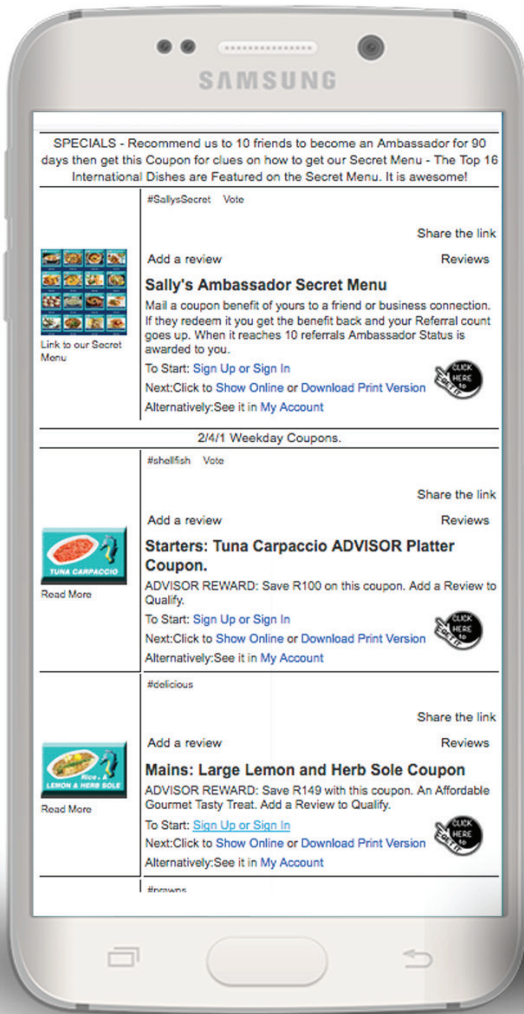 SAMSUNG
SPECIALS - Recommend us to 10 friends to become an Ambassador for 90
days then get this Coupon for clues on how to get our Secret Menu - The Top 16
International Dishes are Featured on the Secret Menu. It is awesome!
#SallysSecret Vote
Share the link
Add a review Reviews
Sally's Ambassador Secret Menu
Mail a coupon benefit of yours to a friend or business connection.
If they redeem it you get the benefit back and your Referral count
goes up. When it reaches 10 referrals Ambassador Status is
awarded to you.
Link to our Secret
Menu
To Start: Sign Up or Sign In
Next:Click to Show Online or Download Print Version
Alternatively:See it in My Account
CLICK
HERE
to
GET IT
2/4/1 Weekday Coupons.
#shellfish Vote
Share the link
Add a review Reviews
TUNA CARPACCIO
Read More
Starters: Tuna Carpaccio ADVISOR Platter
Coupon.
ADVISOR REWARD: Save R100 on this coupon. Add a Review to
Qualify.
To Start: Sign Up or Sign In
Next:Click to Show Online or Download Print Version
Alternatively:See it in My Account
CLICK
HERE
to
GET IT
#delicious
Share the link
Add a review Reviews
Rice, &
LEMON & HERB SOLE
Read More
Mains: Large Lemon and Herb Sole Coupon
ADVISOR REWARD: Save R149 with this coupon. An Affordable
Gourmet Tasty Treat. Add a Review to Qualify.
To Start: Sign Up or Sign In
Next:Click to Show Online or Download Print Version
Alternatively:See it in My Account
CLICK
HERE
to
GET IT
#prawns